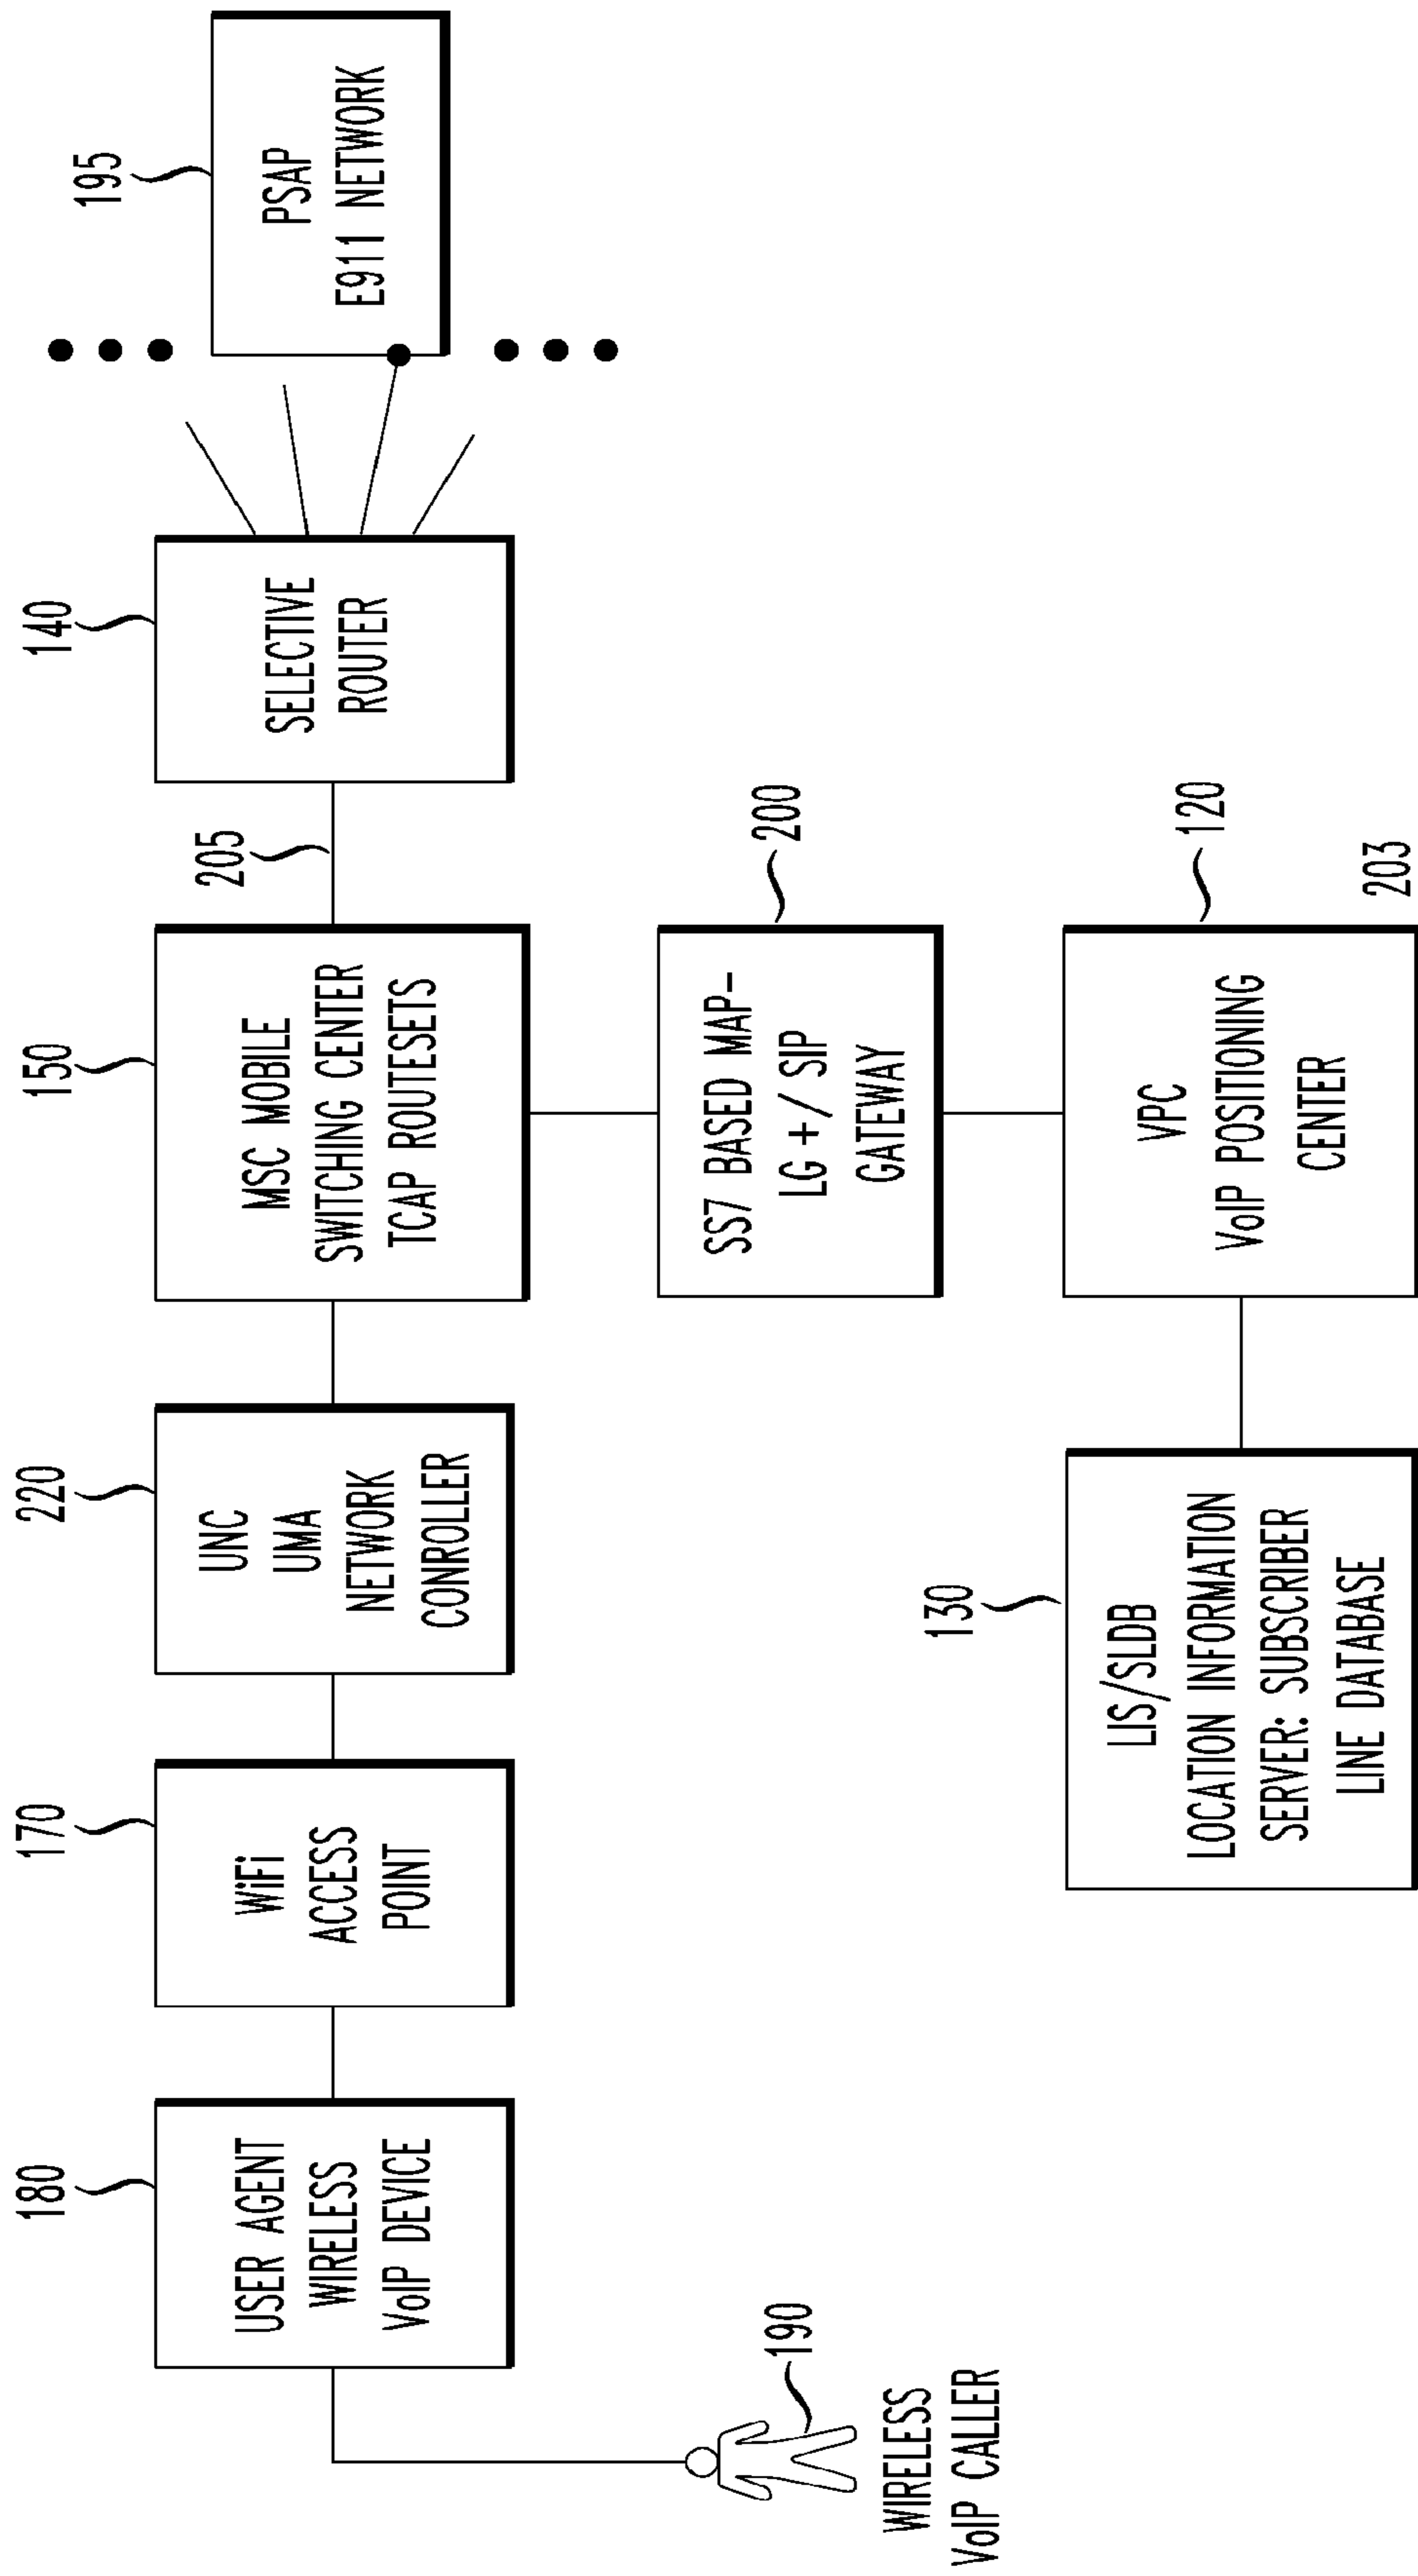 180
USER AGENT
WIRELESS
VoIP DEVICE
170
WiFi
ACCESS
POINT
220
UNC
UMA
NETWORK
CONROLLER
150
MSC MOBILE
SWITCHING CENTER
TCAP ROUTESETS
205
140
SELECTIVE
ROUTER
195
PSAP
E911 NETWORK
190
WIRELESS
VoIP CALLER
200
SS7 BASED MAP-
LG +/ SIP
GATEWAY
130
LIS/SLDB
LOCATION INFORMATION
SERVER: SUBSCRIBER
LINE DATABASE
120
VPC
VoIP POSITIONING
CENTER
203